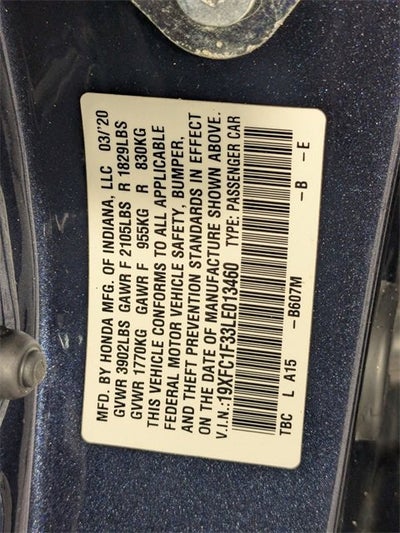 MFD. BY HONDA MFG. OF INDIANA, LLC 03/'20
GVWR 3902LBS GAWR F 2105LBS R 1829LBS
GVWR 1770KG GAWR F 955KG R 830KG
THIS VEHICLE CONFORMS TO ALL APPLICABLE
FEDERAL MOTOR VEHICLE SAFETY, BUMPER,
AND THEFT PREVENTION STANDARDS IN EFFECT
ON THE DATE OF MANUFACTURE SHOWN ABOVE.
V.I.N.:19XFC1F33LE013460 TYPE: PASSENGER CAR
TBC L A15 - B607M - B - E